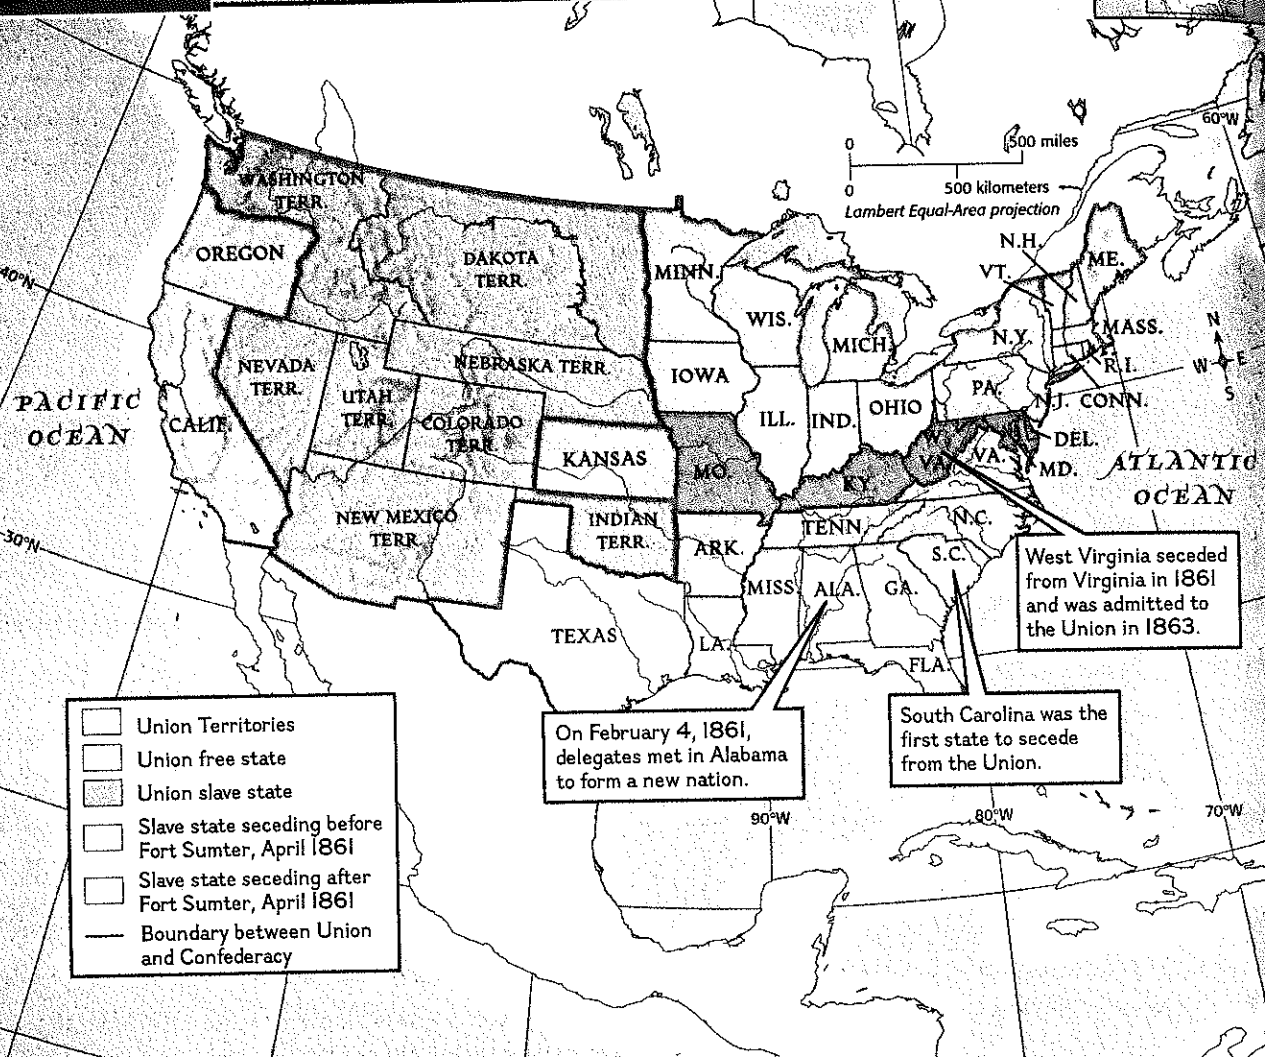 60°W
0
500 miles
0
500 kilometers
Lambert Equal-Area projection
WASHINGTON
TERR.
OREGON
DAKOTA
TERR.
MINN.
N.H.
VT.
ME.
40°N
WIS.
MICH.
N.Y.
MASS.
R.I.
N
W
E
S
NEVADA
TERR.
NEBRASKA TERR.
IOWA
PA.
N.J.
CONN.
PACIFIC
OCEAN
UTAH
TERR.
COLORADO
TERR.
CALIF.
ILL.
IND.
OHIO
KANSAS
MO.
KY.
W.
VA.
VA.
DEL.
MD.
ATLANTIC
OCEAN
30°N
NEW MEXICO
TERR.
INDIAN
TERR.
TENN.
N.C.
ARK.
S.C.
MISS.
ALA.
GA.
TEXAS
LA.
FLA.
West Virginia seceded
from Virginia in 1861
and was admitted to
the Union in 1863.
On February 4, 1861,
delegates met in Alabama
to form a new nation.
South Carolina was the
first state to secede
from the Union.
Union Territories
Union free state
Union slave state
Slave state seceding before
Fort Sumter, April 1861
Slave state seceding after
Fort Sumter, April 1861
Boundary between Union
and Confederacy
90°W
80°W
70°W